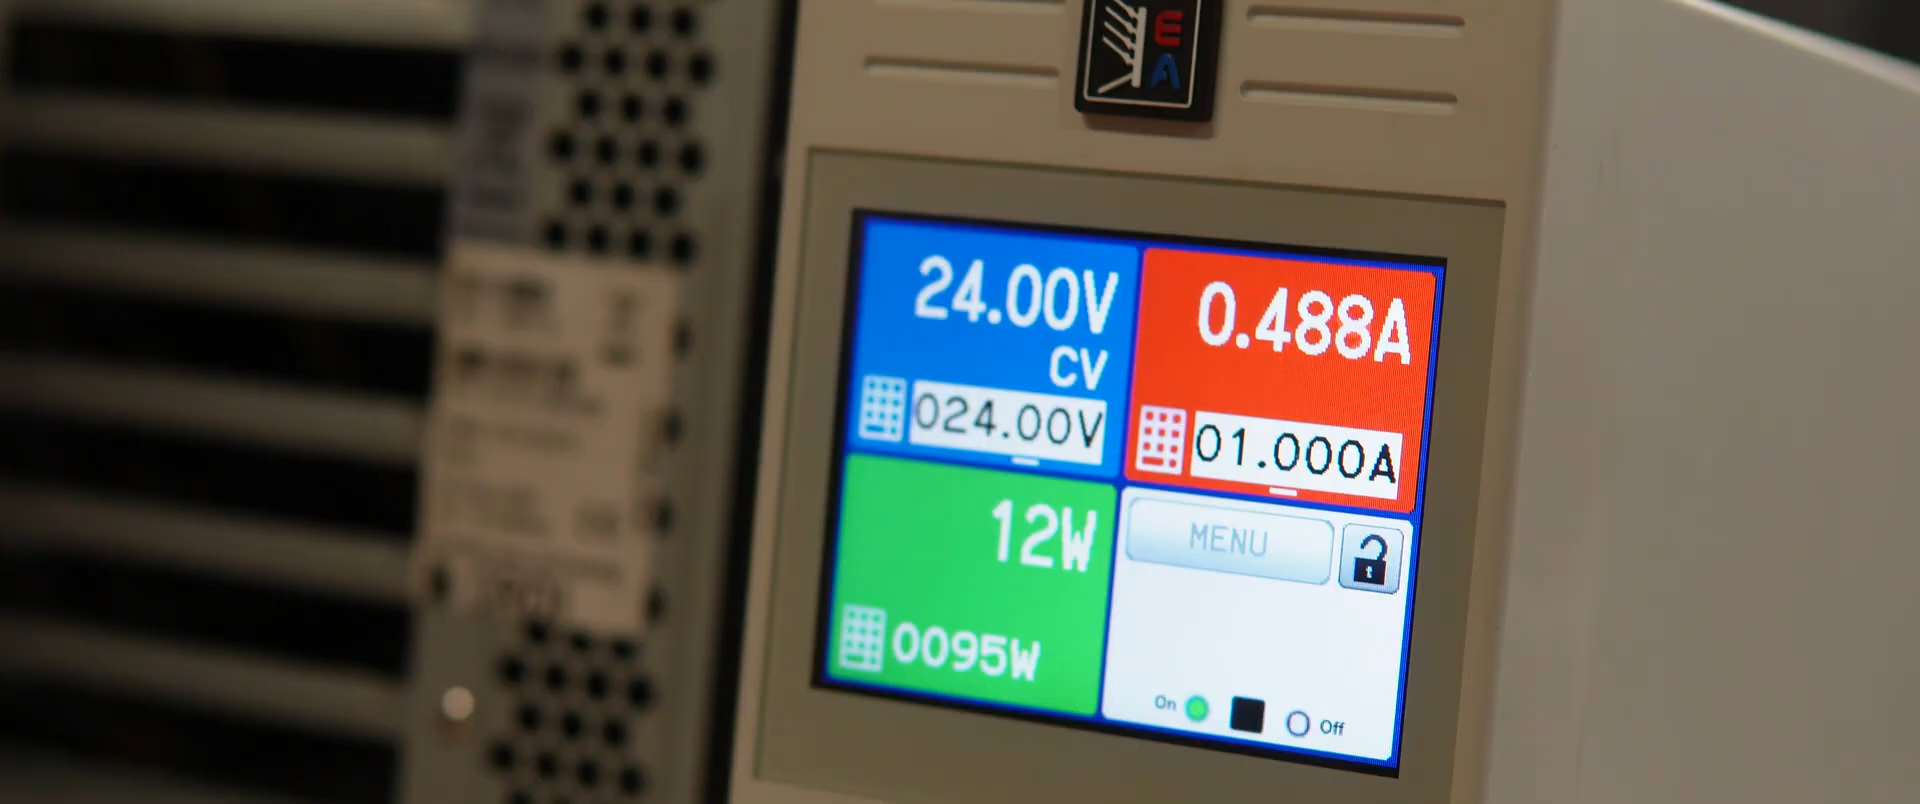 EA
24.00V
CV
024.00V
0.488A
01.000A
12W
0095W
MENU
On
Off